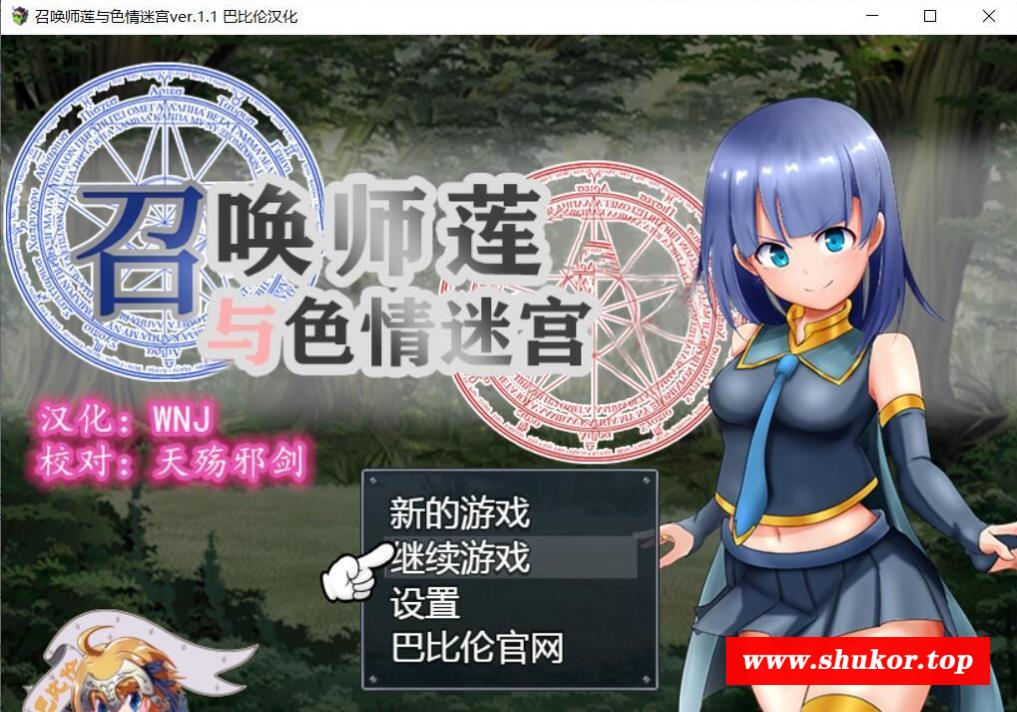 召唤师莲与色情迷宫ver.1.1 巴比伦汉化
召唤师莲
与色情迷宫
汉化：WNJ
校对：天殇邪剑
新的游戏
继续游戏
设置
巴比伦官网
www.shukor.top